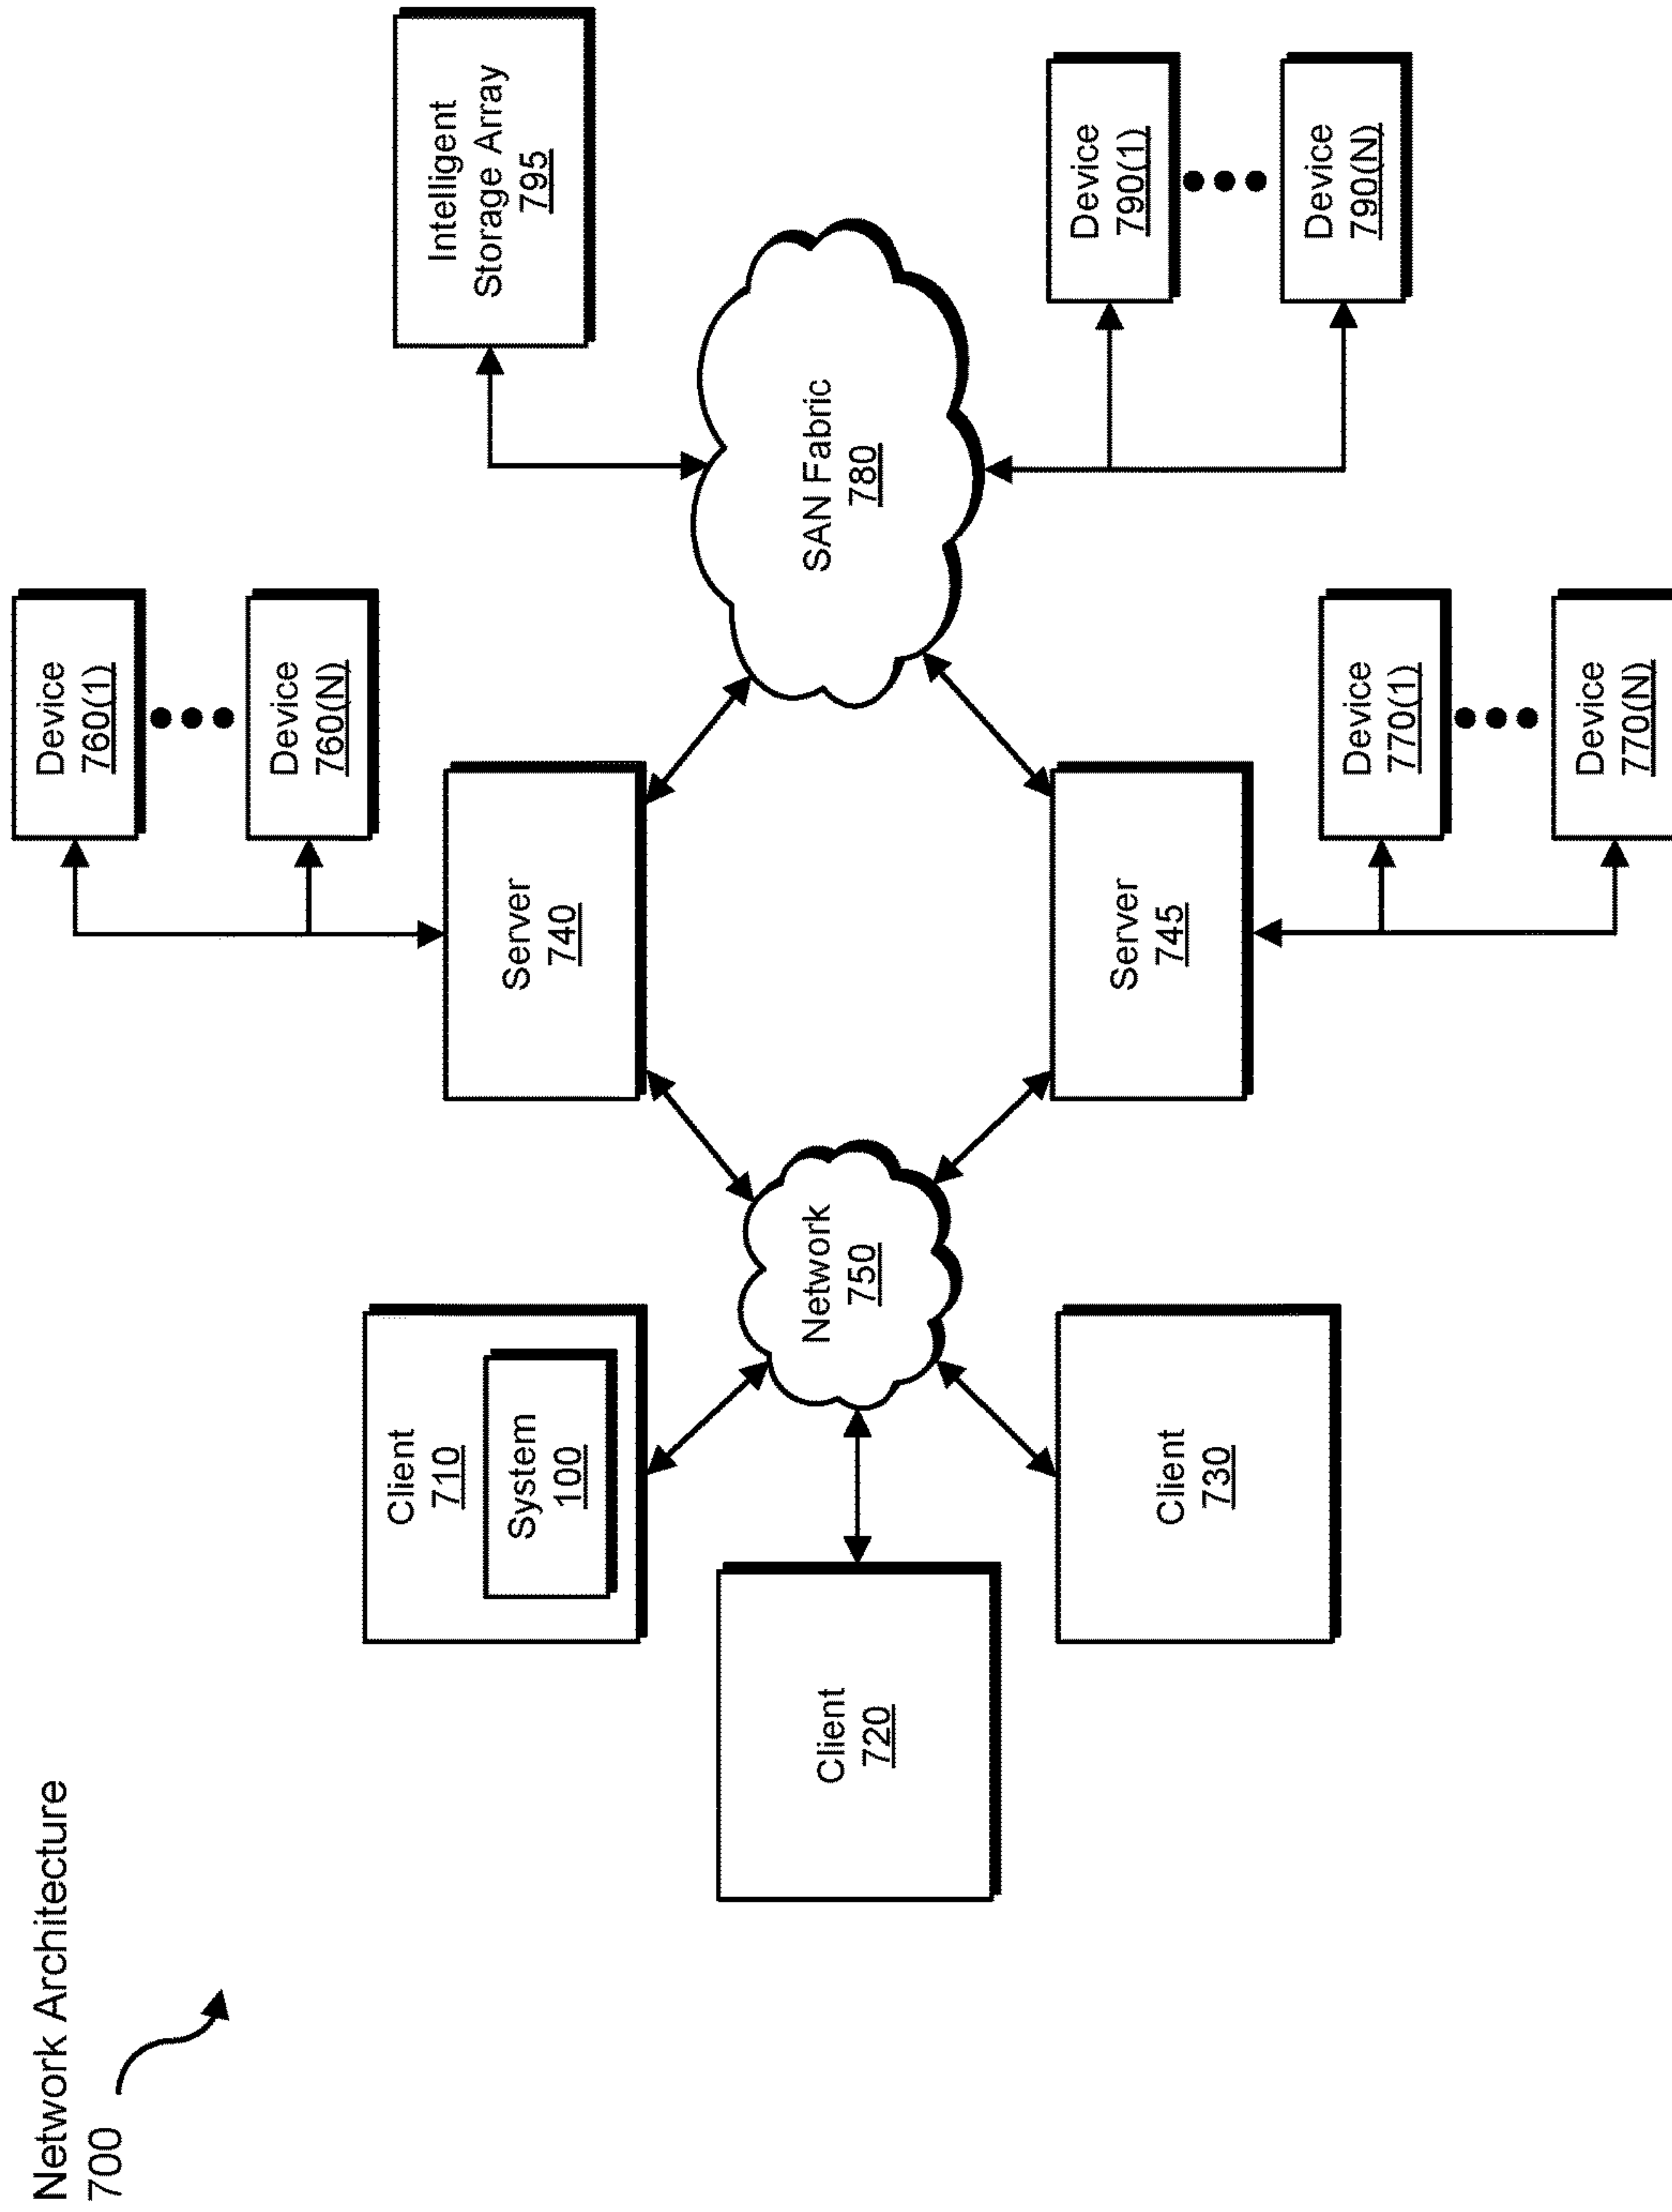 Network Architecture
700
Client
710
System
100
Client
720
Client
730
Network
750
Device
760(1)
Device
760(N)
Server
740
Server
745
Device
770(1)
Device
770(N)
SAN Fabric
780
Intelligent
Storage Array
795
Device
790(1)
Device
790(N)